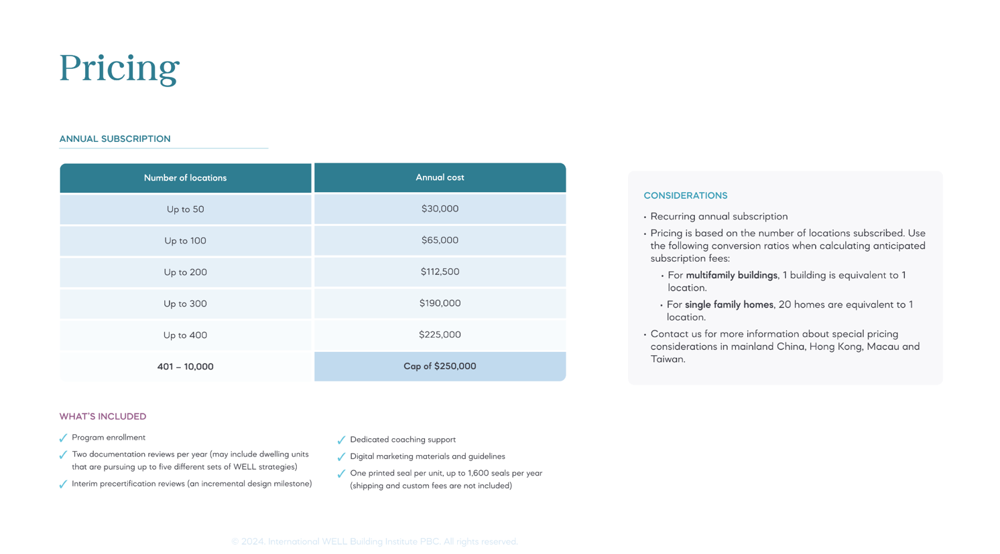 Pricing
ANNUAL SUBSCRIPTION
Number of locations
Annual cost
Up to 50
$30,000
Up to 100
$65,000
Up to 200
$112,500
Up to 300
$190,000
Up to 400
$225,000
401 – 10,000
Cap of $250,000
CONSIDERATIONS
• Recurring annual subscription
• Pricing is based on the number of locations subscribed. Use
the following conversion ratios when calculating anticipated
subscription fees:
• For multifamily buildings, 1 building is equivalent to 1
location.
• For single family homes, 20 homes are equivalent to 1
location.
• Contact us for more information about special pricing
considerations in mainland China, Hong Kong, Macau and
Taiwan.
WHAT'S INCLUDED
✓ Program enrollment
✓ Two documentation reviews per year (may include dwelling units
that are pursuing up to five different sets of WELL strategies)
✓ Interim precertification reviews (an incremental design milestone)
✓ Dedicated coaching support
✓ Digital marketing materials and guidelines
✓ One printed seal per unit, up to 1,600 seals per year
(shipping and custom fees are not included)
© 2024. International WELL Building Institute PBC. All rights reserved.